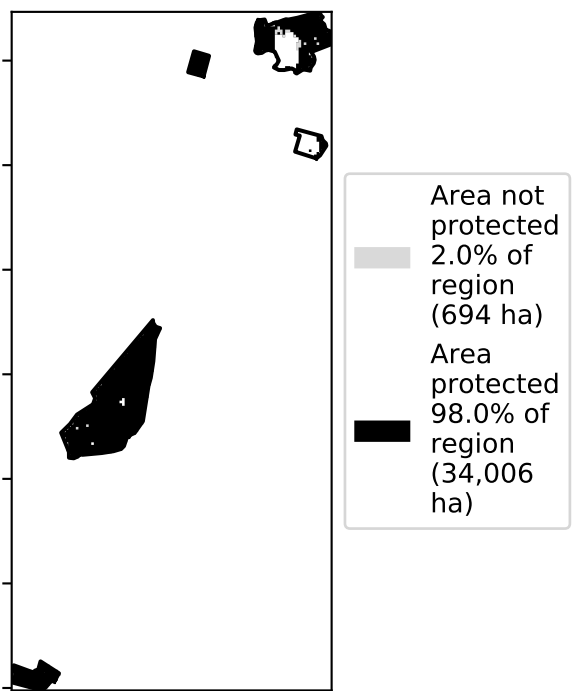 Area not
protected
2.0% of
region
(694 ha)
Area
protected
98.0% of
region
(34,006
ha)